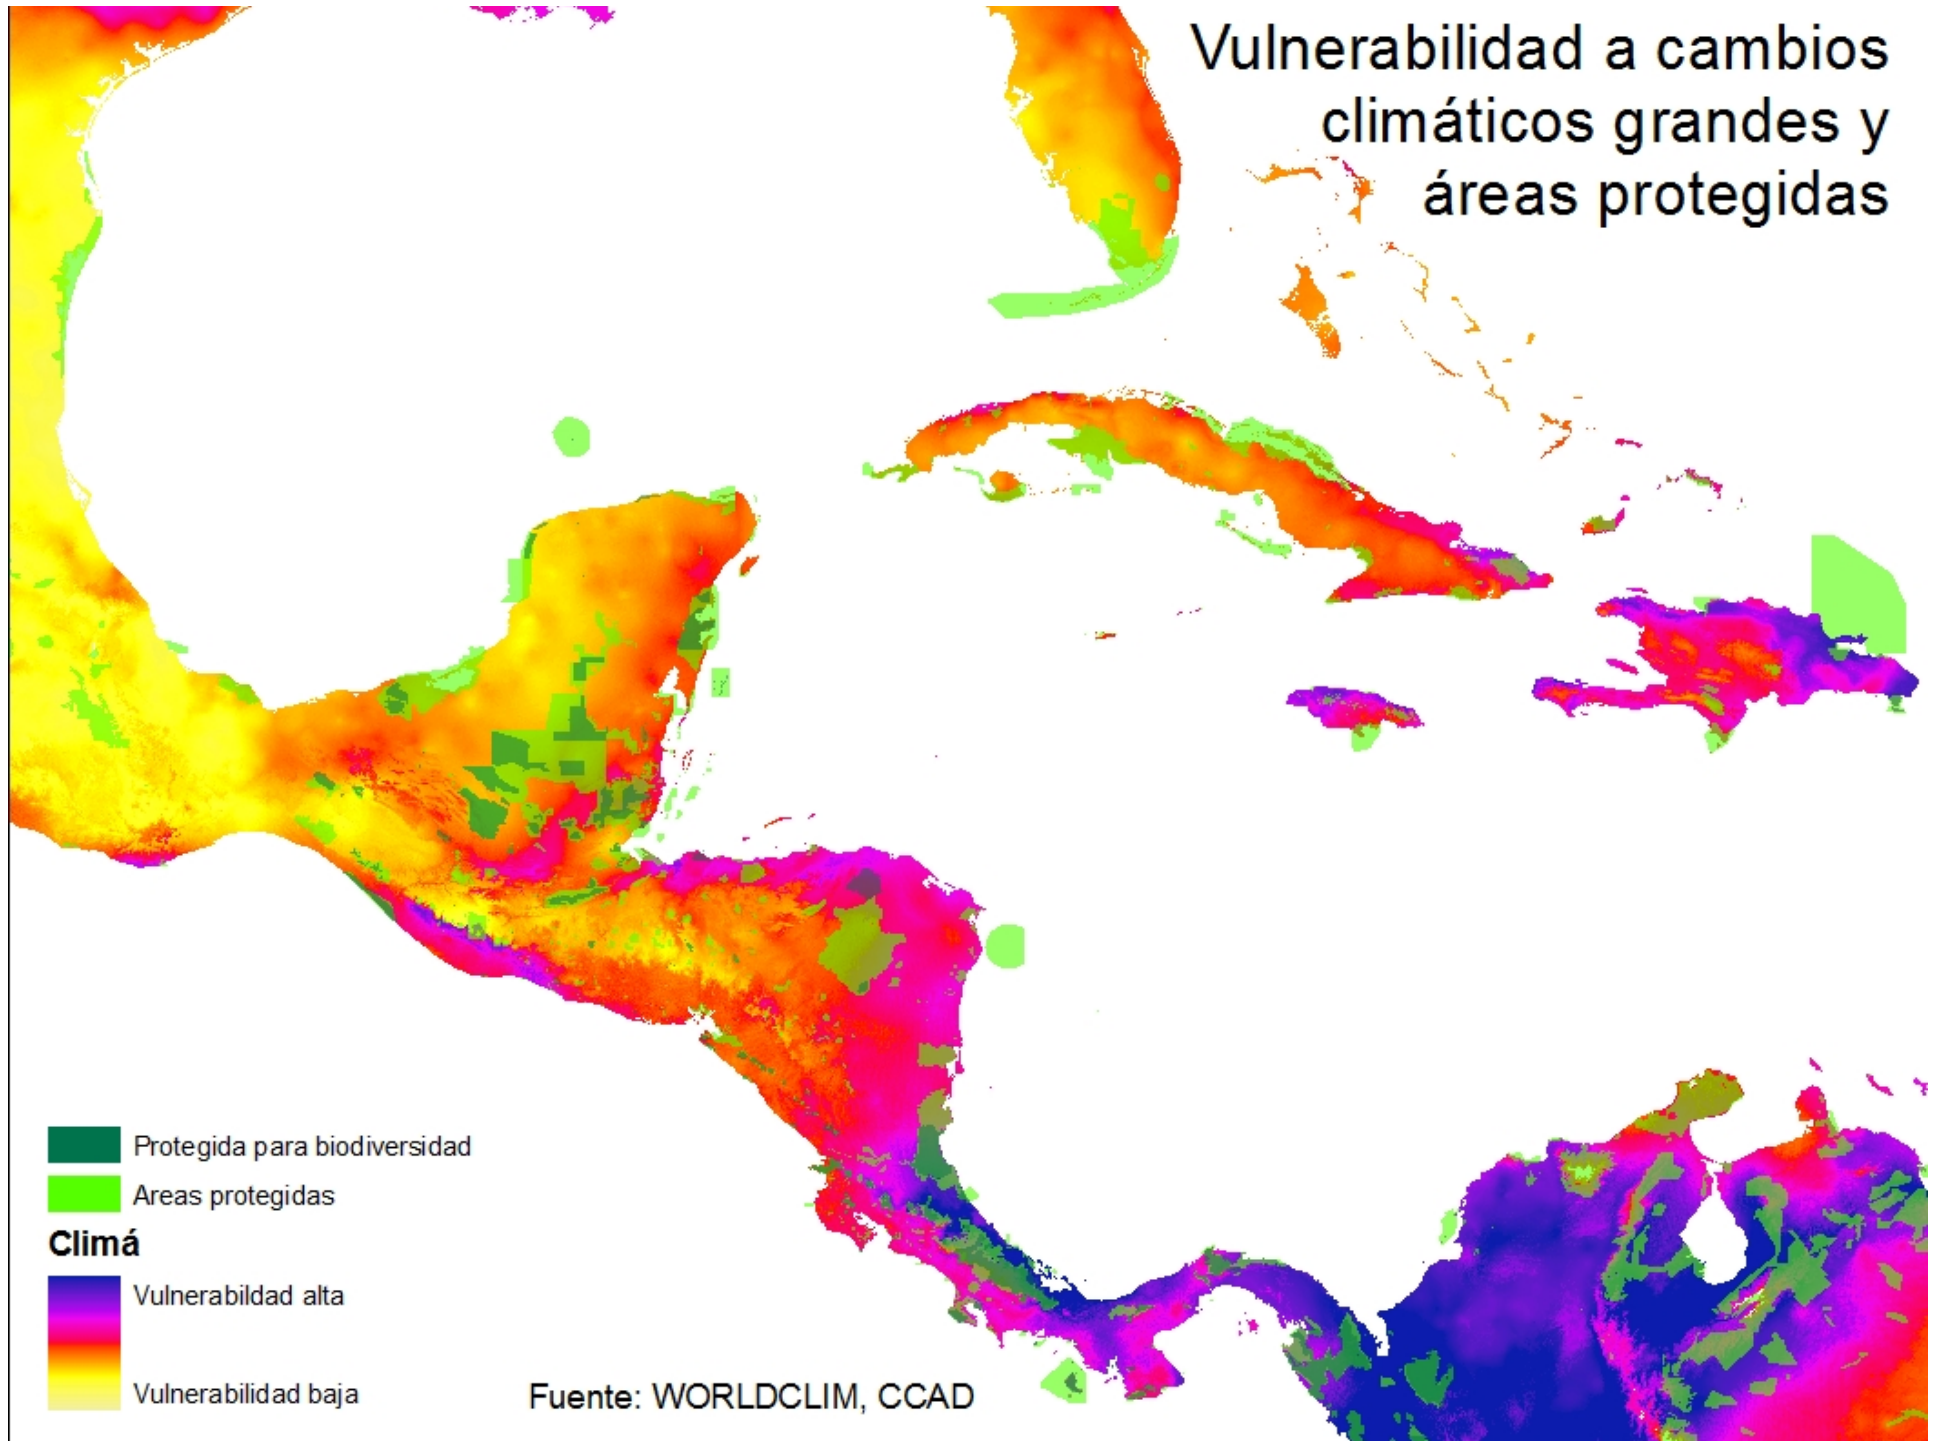 Vulnerabilidad a cambios
climáticos grandes y
áreas protegidas
Protegida para biodiversidad
Areas protegidas
Climá
Vulnerabildad alta
Vulnerabilidad baja
Fuente: WORLDCLIM, CCAD